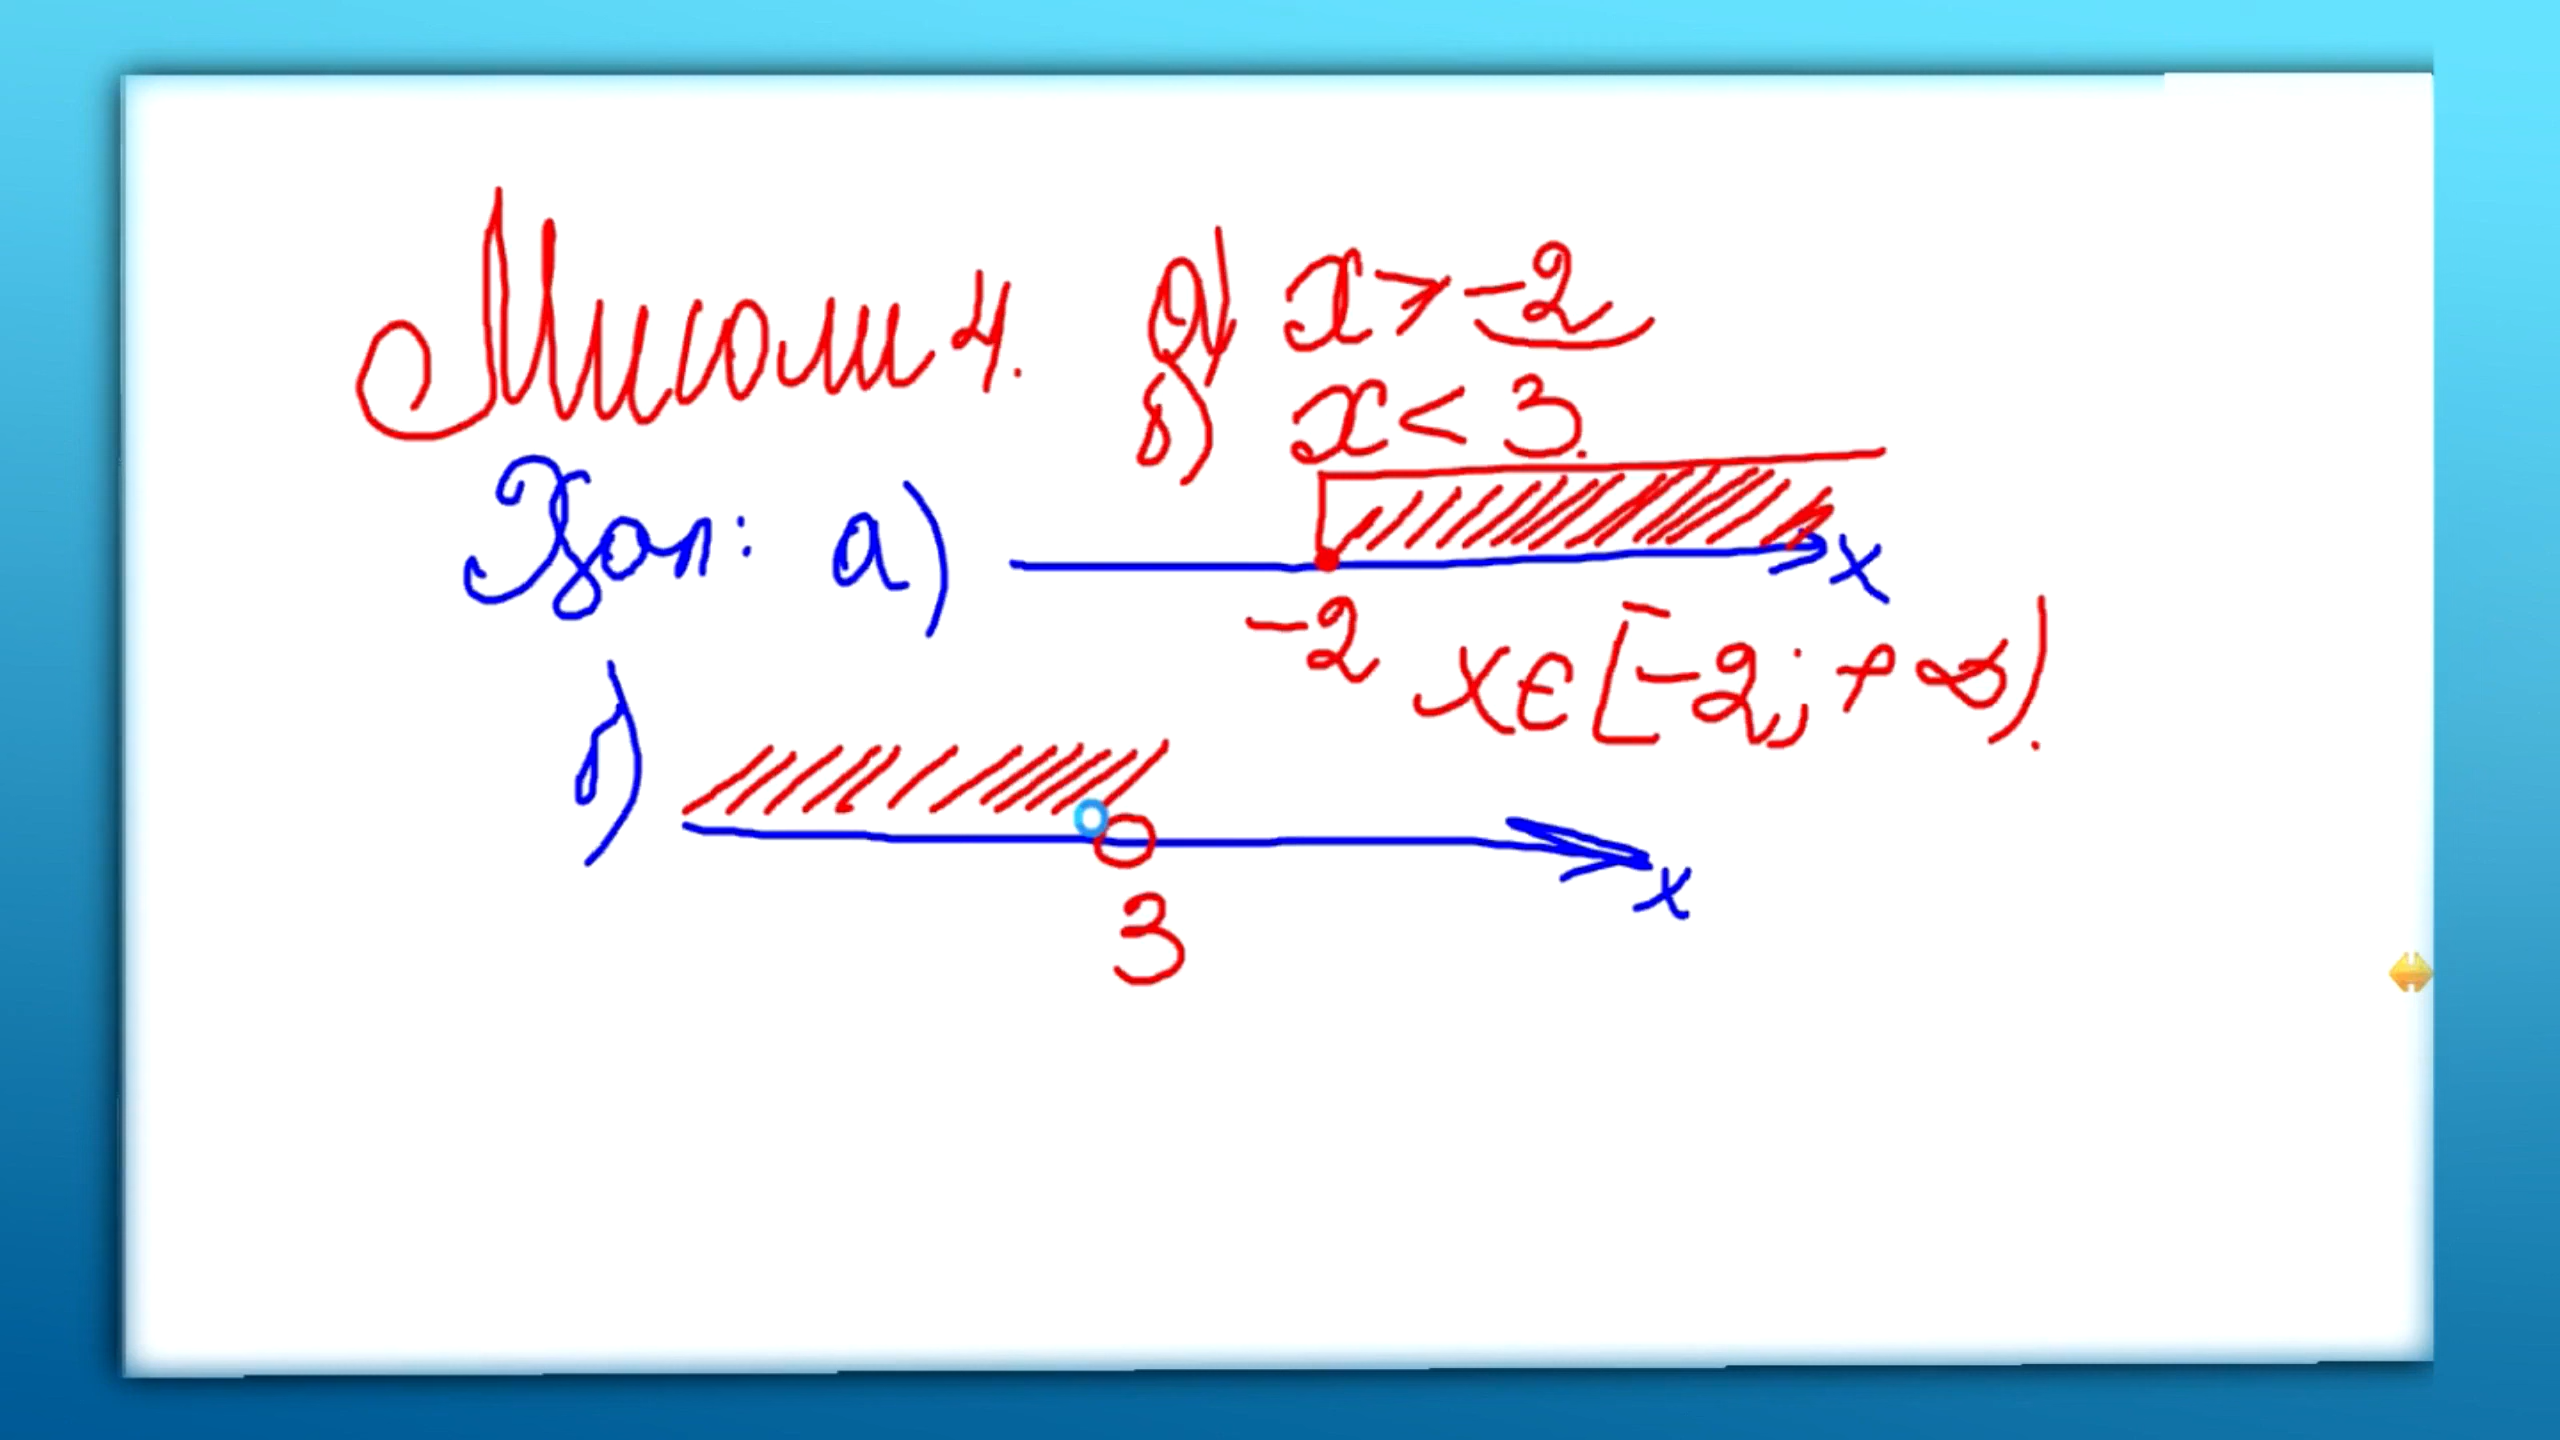 Мисоли 4. а) x > -2
б) x < 3.
Ҳал: а) x
-2 x ∈ [-2; +∞).
б) x
3